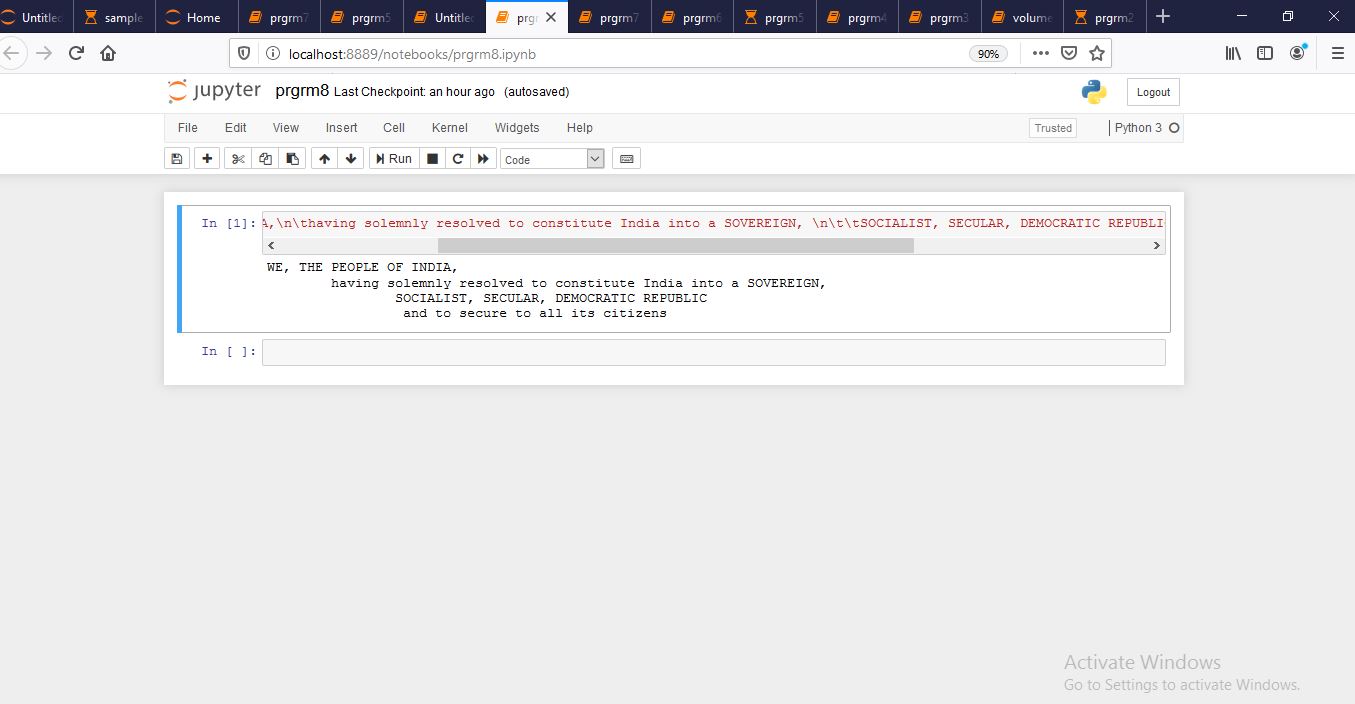 Untitled sample Home prgrm7 prgrm5 Untitled prgr prgrm7 prgrm6 prgrm5 prgrm4 prgrm3 volume prgrm2
localhost:8889/notebooks/prgrm8.ipynb 90%
jupyter prgrm8 Last Checkpoint: an hour ago (autosaved) Logout
File Edit View Insert Cell Kernel Widgets Help Trusted Python 3
Run Code
In [1]: A,\n\thaving solemnly resolved to constitute India into a SOVEREIGN, \n\t\tSOCIALIST, SECULAR, DEMOCRATIC REPUBLI
WE, THE PEOPLE OF INDIA,
having solemnly resolved to constitute India into a SOVEREIGN,
SOCIALIST, SECULAR, DEMOCRATIC REPUBLIC
and to secure to all its citizens
In [ ]:
Activate Windows
Go to Settings to activate Windows.